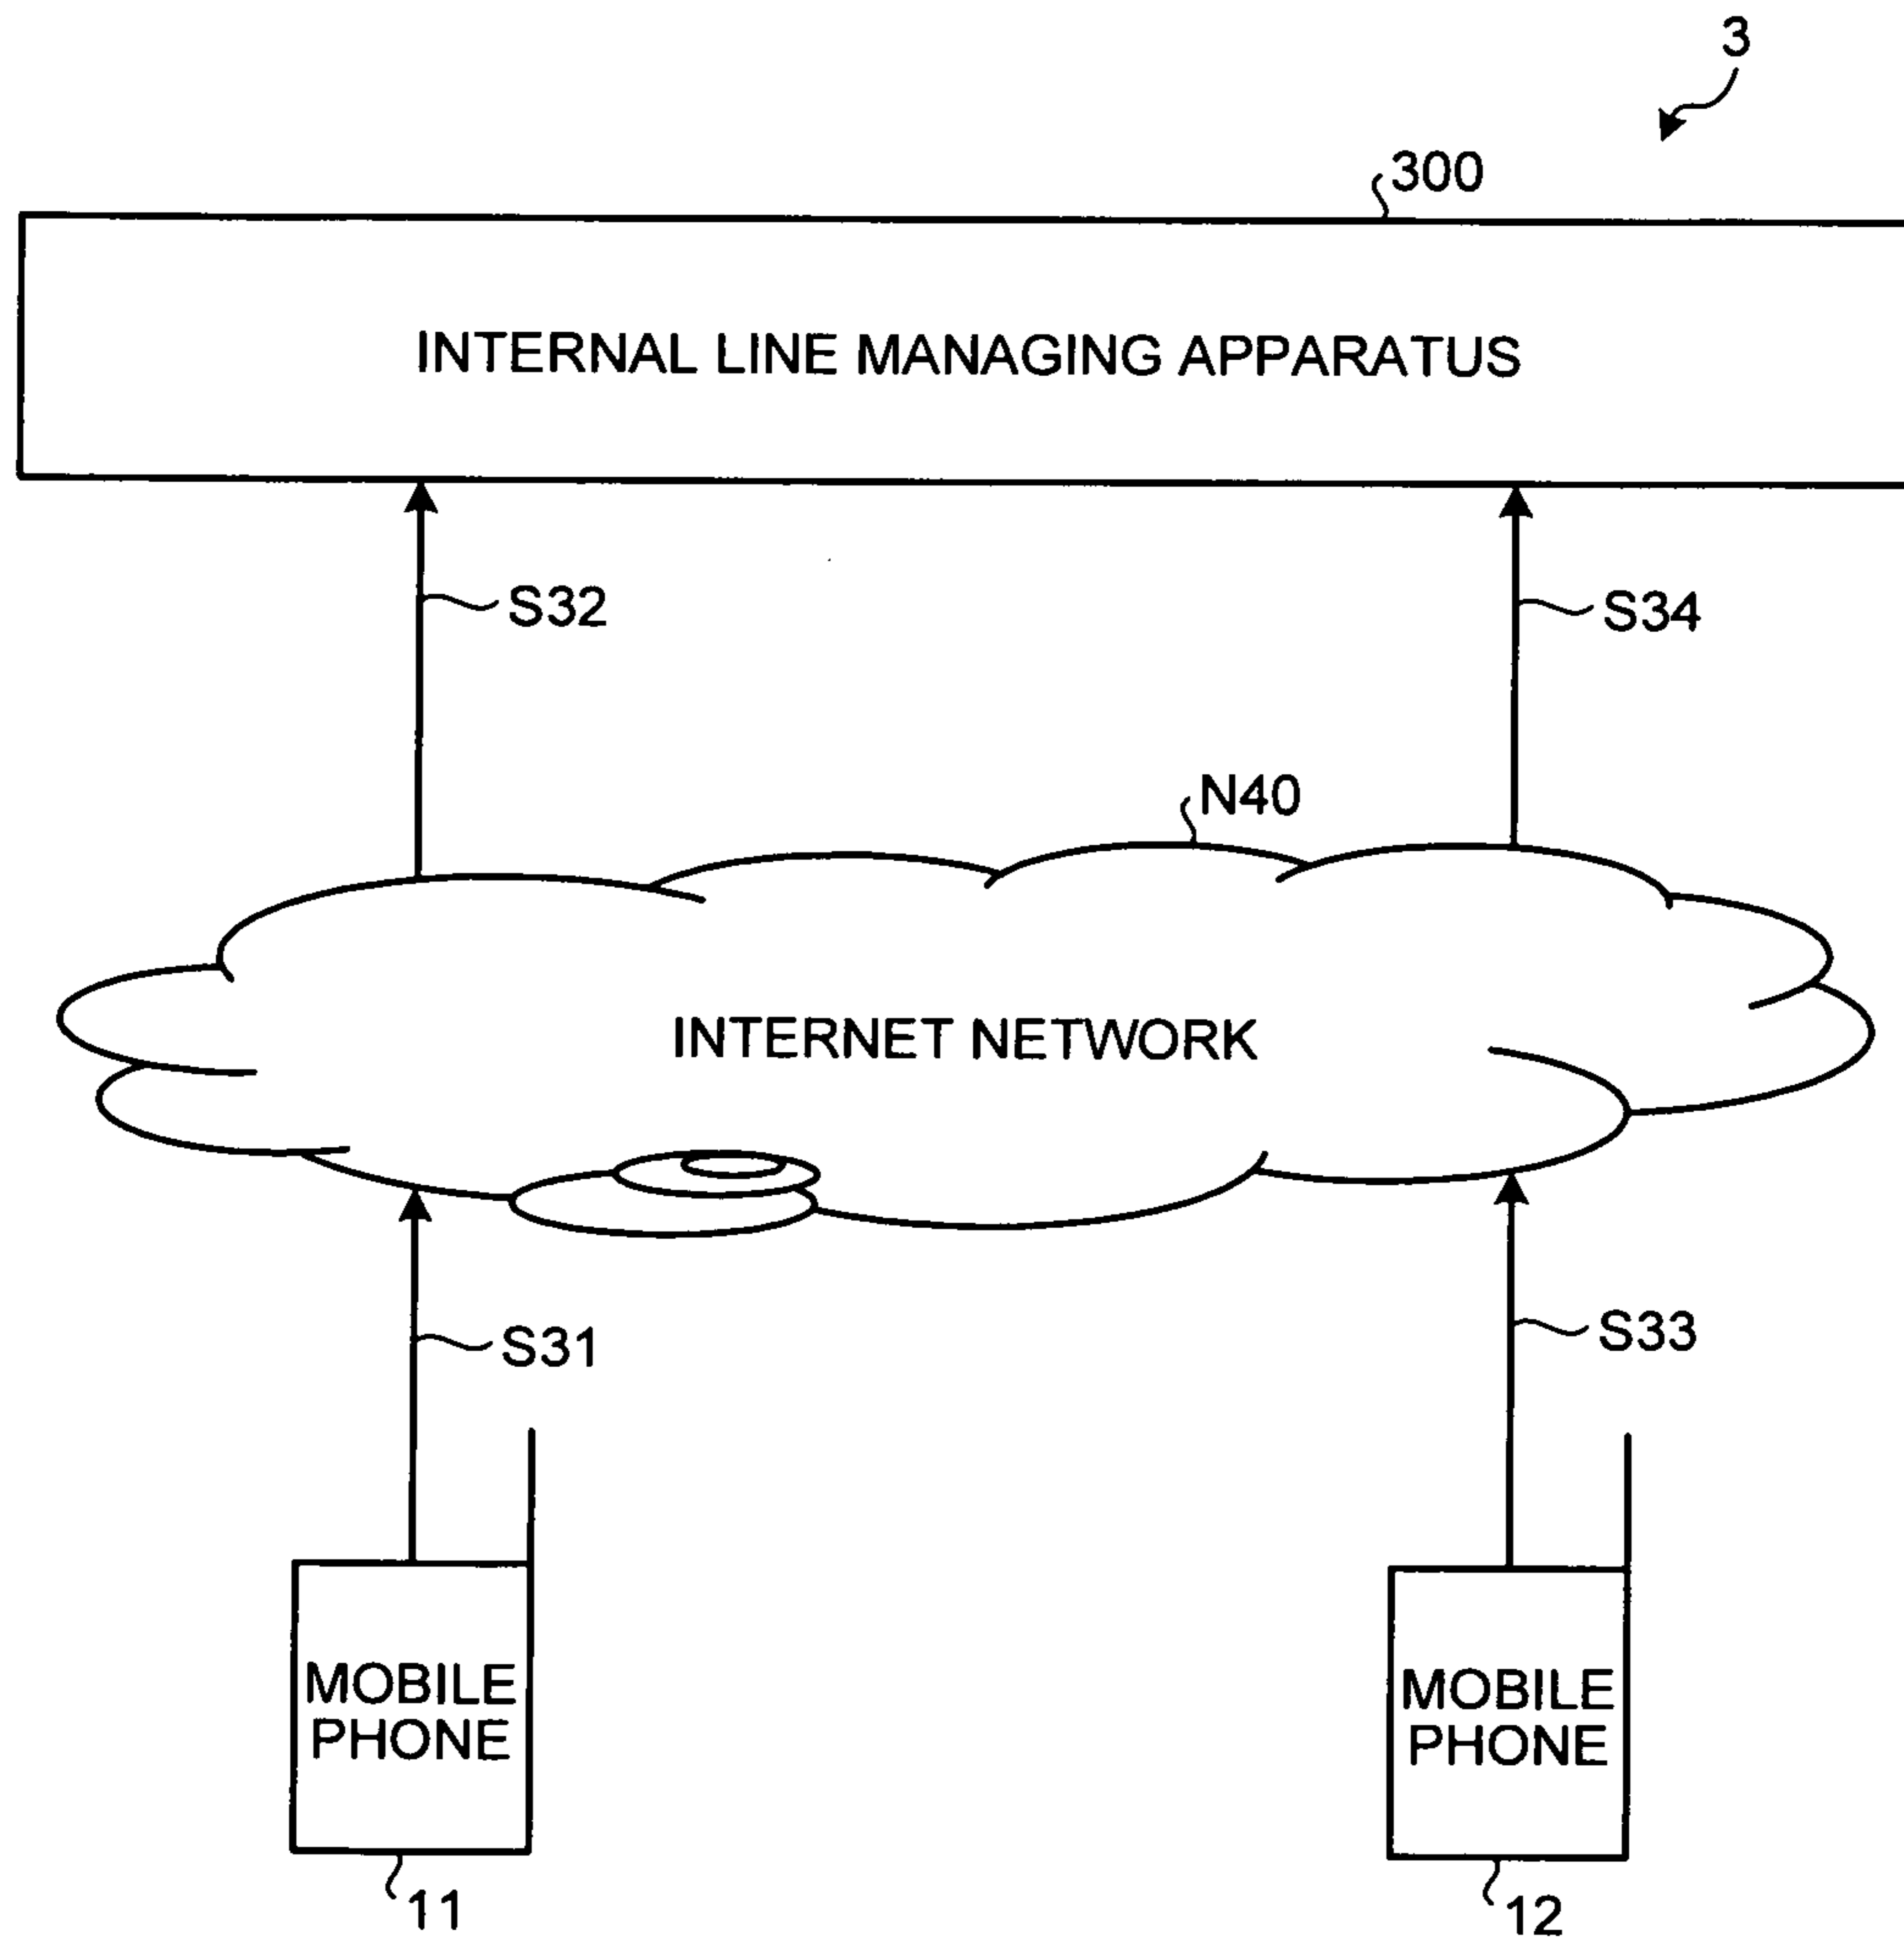 3
300
INTERNAL LINE MANAGING APPARATUS
S32
S34
N40
INTERNET NETWORK
S31
S33
MOBILE
PHONE
MOBILE
PHONE
11
12